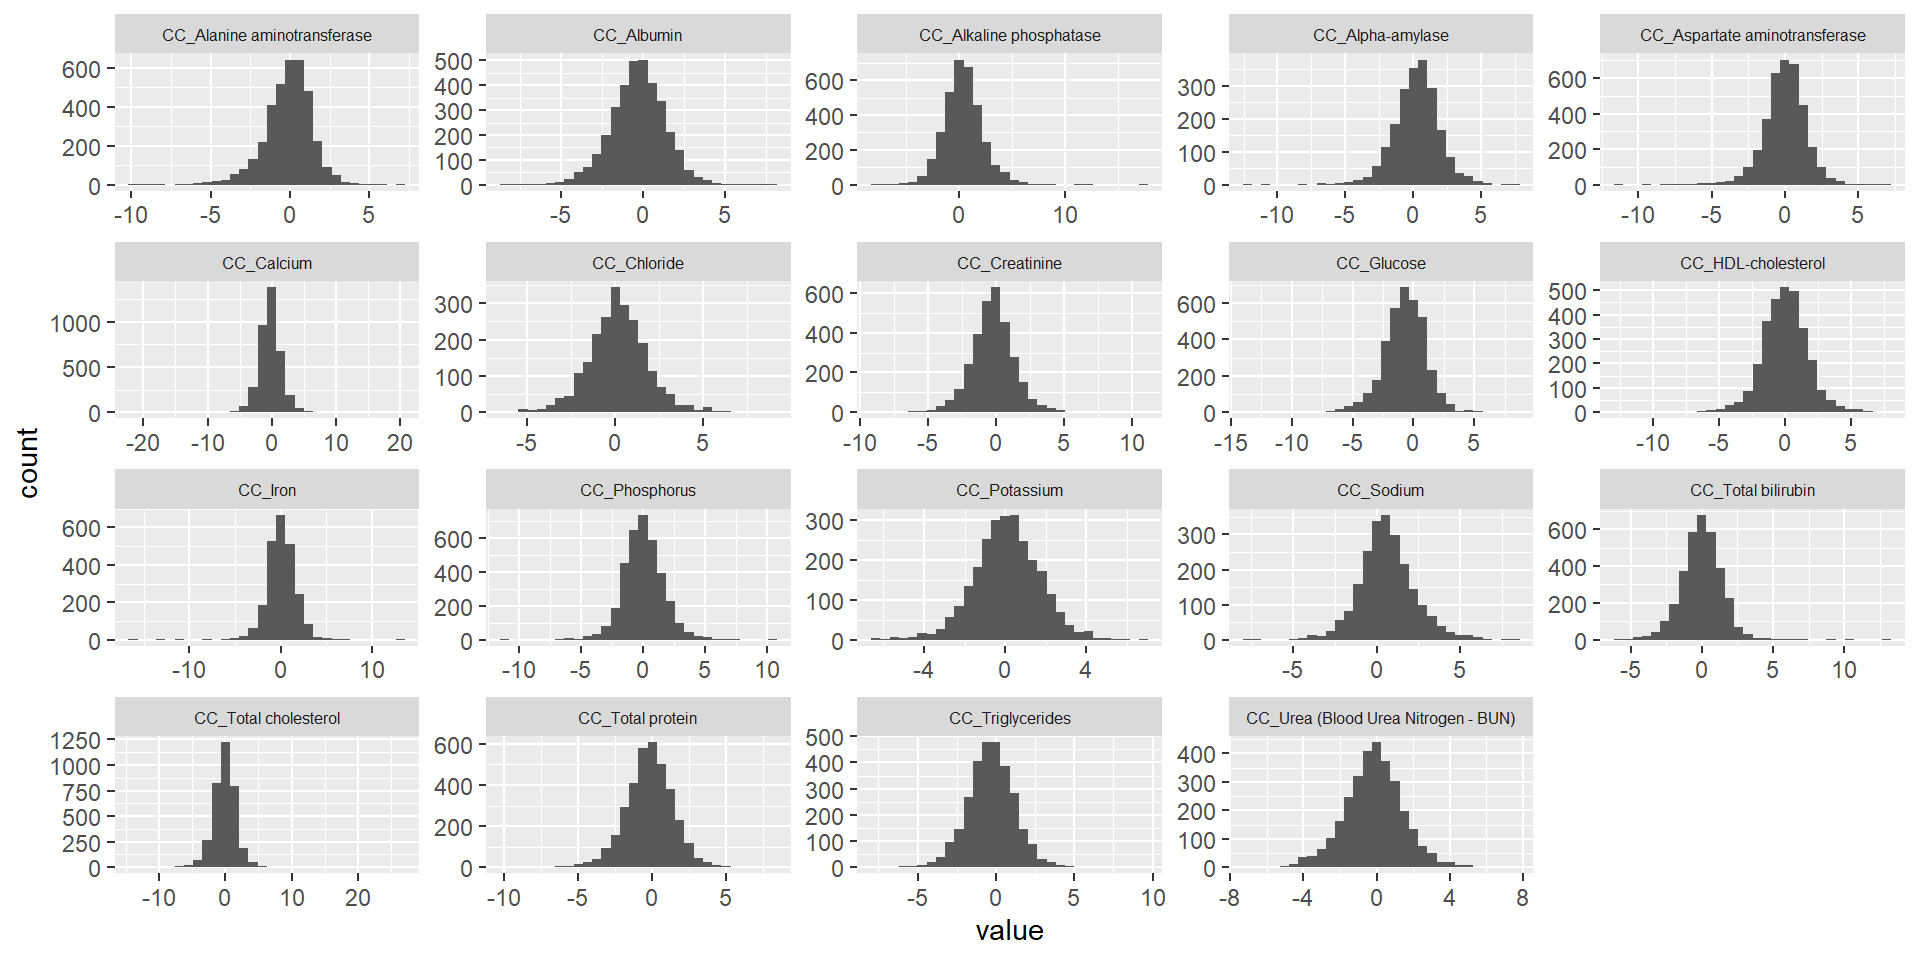 CC_Alanine aminotransferase CC_Albumin CC_Alkaline phosphatase CC_Alpha-amylase CC_Aspartate aminotransferase
600 400 200 0 500 400 300 200 100 0 600 400 200 0 300 200 100 0 600 400 200 0
-10 -5 0 5 -5 0 5 0 10 -10 -5 0 5 -10 -5 0 5
CC_Calcium CC_Chloride CC_Creatinine CC_Glucose CC_HDL-cholesterol
1000 500 0 300 200 100 0 600 400 200 0 600 400 200 0 500 400 300 200 100 0
-20 -10 0 10 20 -5 0 5 -10 -5 0 5 10 -15 -10 -5 0 5 -10 -5 0 5
count
CC_Iron CC_Phosphorus CC_Potassium CC_Sodium CC_Total bilirubin
600 400 200 0 600 400 200 0 300 200 100 0 300 200 100 0 600 400 200 0
-10 0 10 -10 -5 0 5 10 -4 0 4 -5 0 5 -5 0 5 10
CC_Total cholesterol CC_Total protein CC_Triglycerides CC_Urea (Blood Urea Nitrogen - BUN)
1250 1000 750 500 250 0 600 400 200 0 500 400 300 200 100 0 400 300 200 100 0
-10 0 10 20 -10 -5 0 5 -5 0 5 10 -8 -4 0 4 8
value